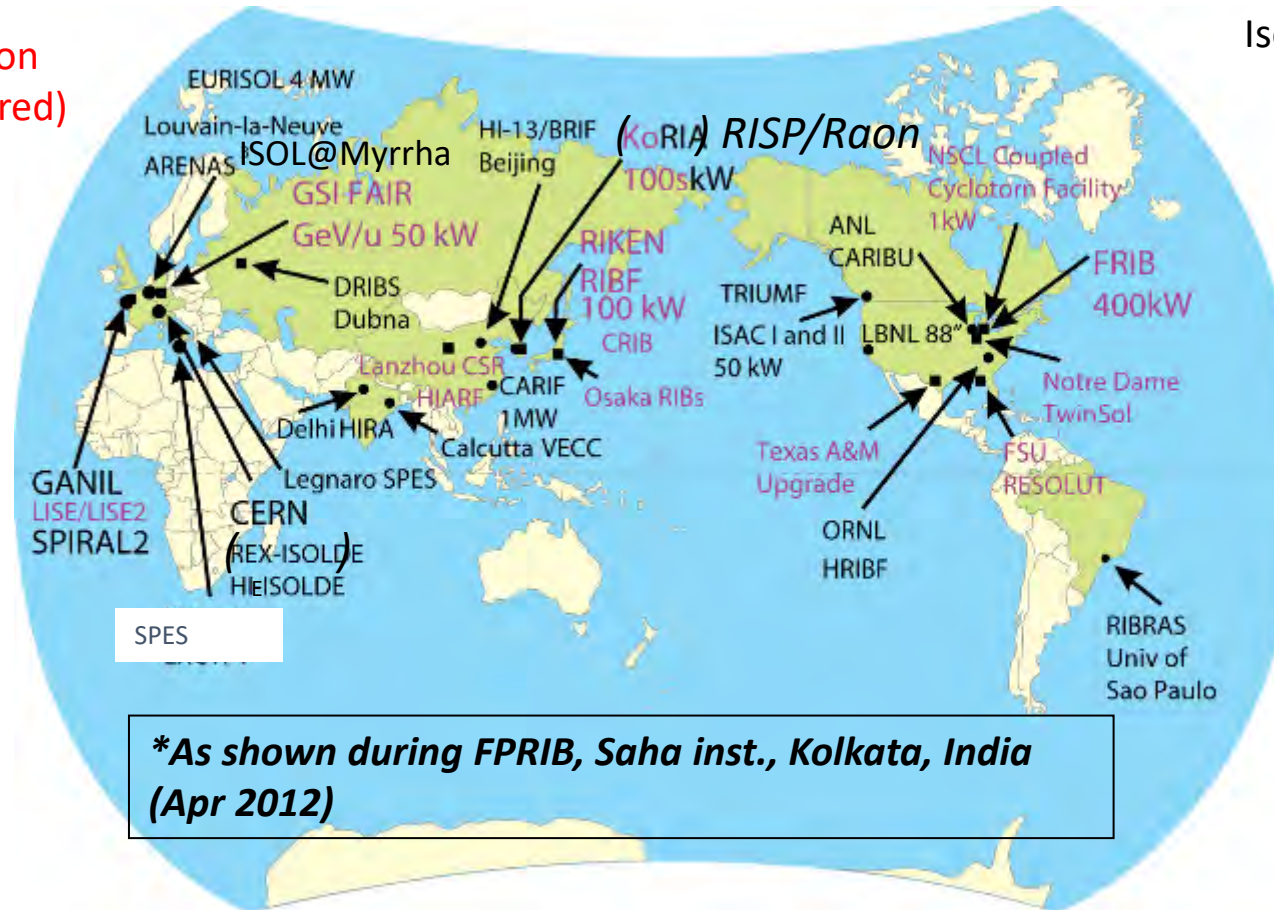 on
red)
Is
EURISOL 4 MW
Louvain-la-Neuve
ARENAS
ISOL@Myrrha
GSI FAIR
GeV/u 50 kW
DRIBS
Dubna
HI-13/BRIF
Beijing
(KoRIA) RISP/Raon
100skW
RIKEN
RIBF
100 kW
CRIB
Osaka RIBs
Lanzhou CSR
HIARF
CARIF
1MW
Delhi HIRA
Calcutta VECC
Legnaro SPES
GANIL
LISE/LISE2
SPIRAL2
CERN
(REX-ISOLDE)
HIEISOLDE
SPES
NSCL Coupled
Cyclotorn Facility
1kW
ANL
CARIBU
FRIB
400kW
TRIUMF
ISAC I and II
50 kW
LBNL 88"
Notre Dame
TwinSol
Texas A&M
Upgrade
FSU
RESOLUT
ORNL
HRIBF
RIBRAS
Univ of
Sao Paulo
*As shown during FPRIB, Saha inst., Kolkata, India
(Apr 2012)